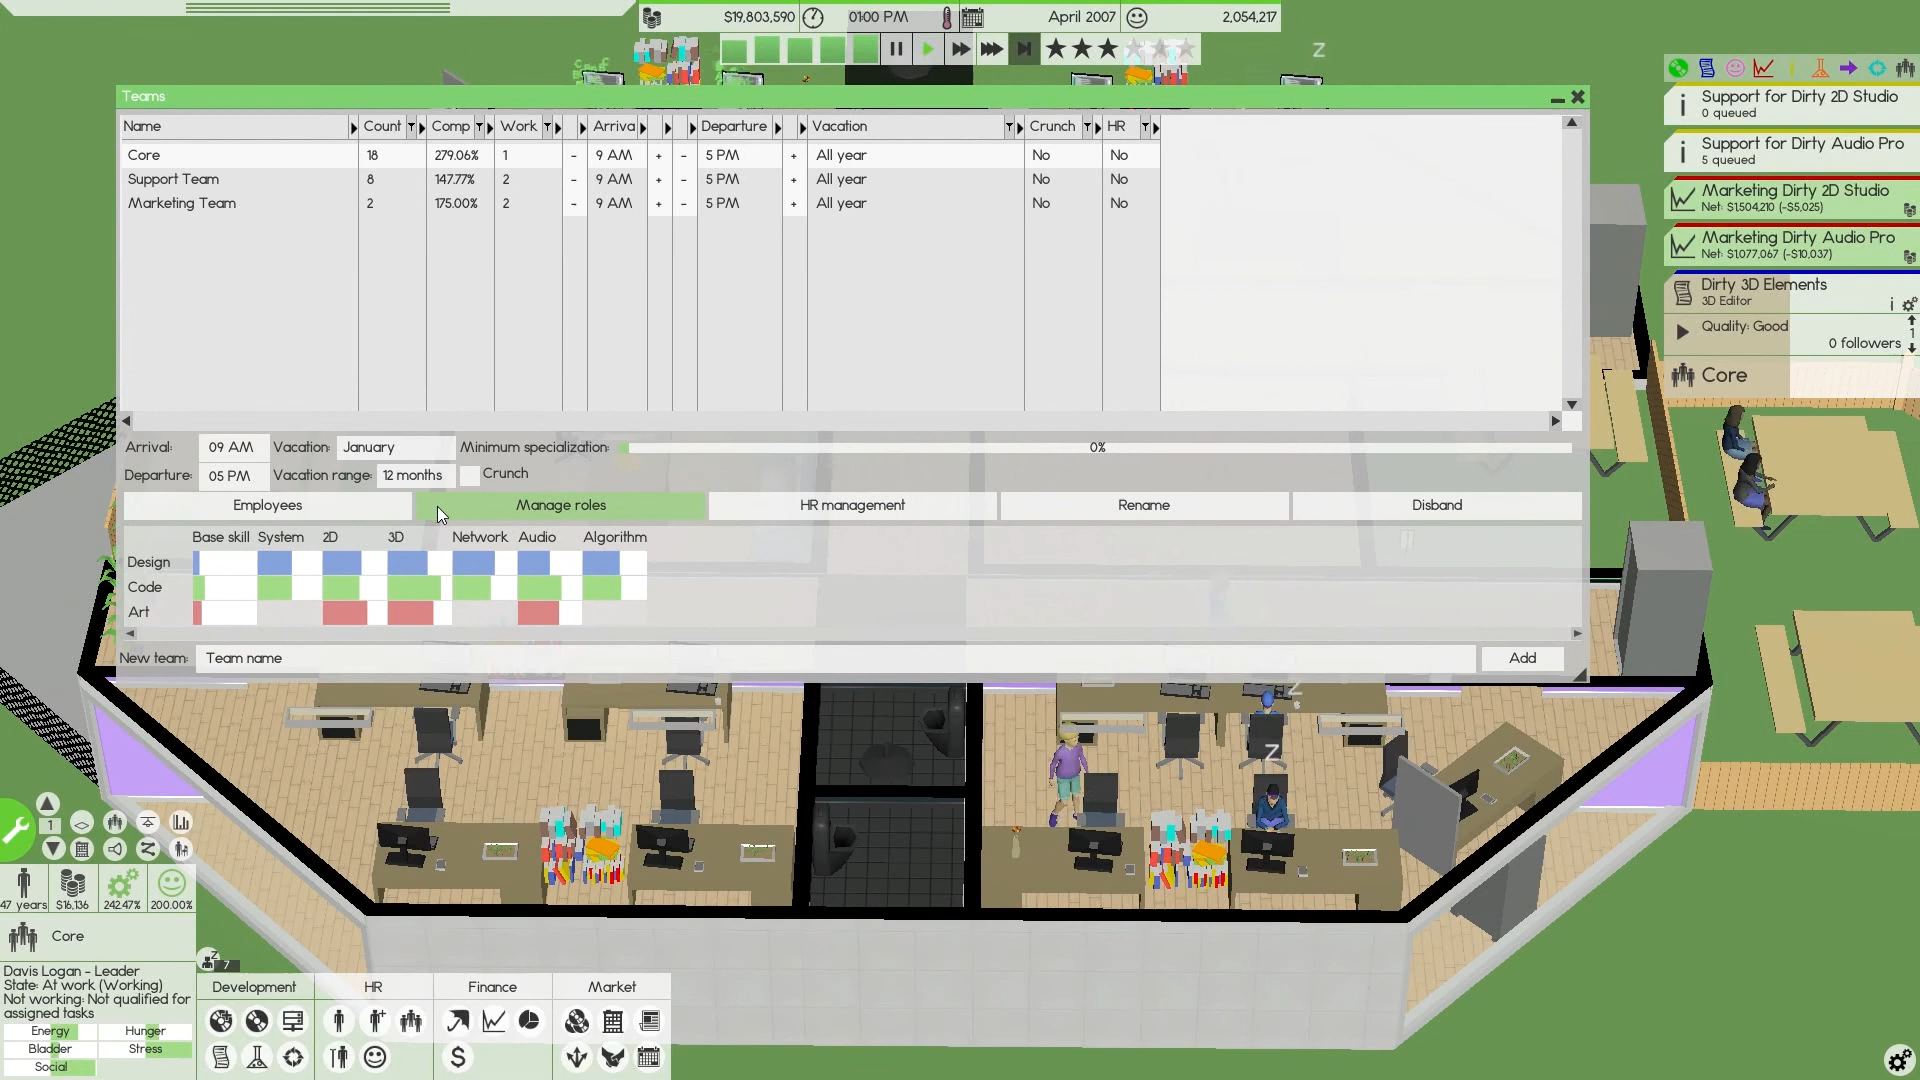 $19,803,590
01:00 PM
April 2007
2,054,217
Teams
Name Count Comp Work Arriva Departure Vacation Crunch HR
Core 18 279.06% 1 - 9 AM + - 5 PM + All year No No
Support Team 8 147.77% 2 - 9 AM + - 5 PM + All year No No
Marketing Team 2 175.00% 2 - 9 AM + - 5 PM + All year No No
Arrival: 09 AM Vacation: January Minimum specialization: 0%
Departure: 05 PM Vacation range: 12 months Crunch
Employees Manage roles HR management Rename Disband
Base skill System 2D 3D Network Audio Algorithm
Design
Code
Art
New team: Team name Add
Support for Dirty 2D Studio
0 queued
Support for Dirty Audio Pro
5 queued
Marketing Dirty 2D Studio
Net: $1,504,210 (-$5,025)
Marketing Dirty Audio Pro
Net: $1,077,067 (-$10,037)
Dirty 3D Elements
3D Editor
Quality: Good
1
0 followers
Core
Z
Z
Z
1
47 years $16,136 242.47% 200.00%
Core
Z 7
Davis Logan - Leader
State: At work (Working)
Not working: Not qualified for
assigned tasks
Energy Hunger
Bladder Stress
Social
Development HR Finance Market